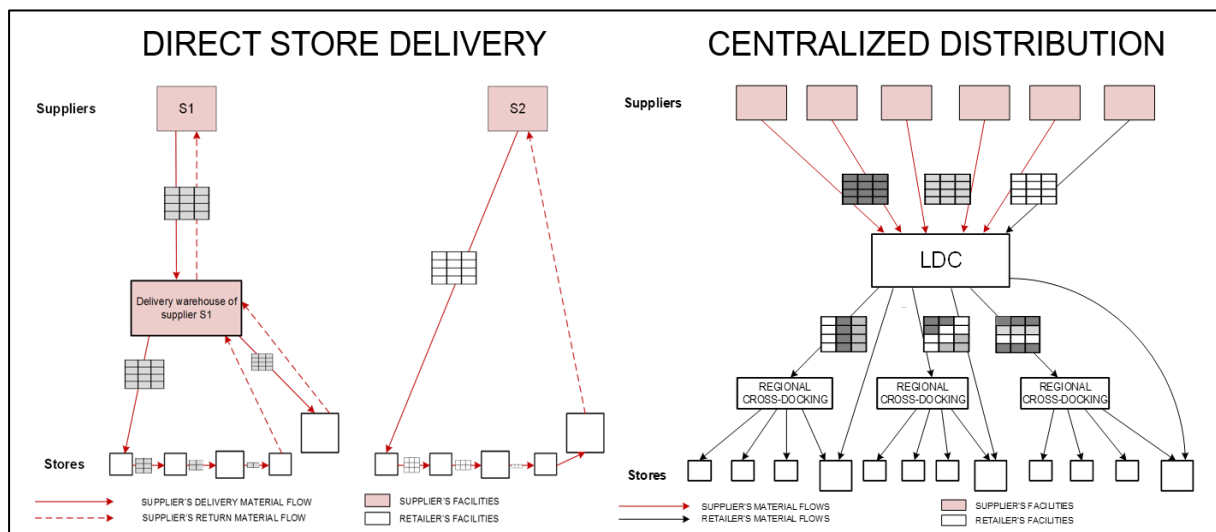 DIRECT STORE DELIVERY
Suppliers
S1
S2
Delivery warehouse of
supplier S1
Stores
SUPPLIER'S DELIVERY MATERIAL FLOW
SUPPLIER'S RETURN MATERIAL FLOW
SUPPLIER'S FACILITIES
RETAILER'S FACILITIES
CENTRALIZED DISTRIBUTION
Suppliers
LDC
REGIONAL
CROSS-DOCKING
REGIONAL
CROSS-DOCKING
REGIONAL
CROSS-DOCKING
Stores
SUPPLIER'S MATERIAL FLOWS
RETAILER'S MATERIAL FLOWS
SUPPLIER'S FACILITIES
RETAILER'S FACILITIES